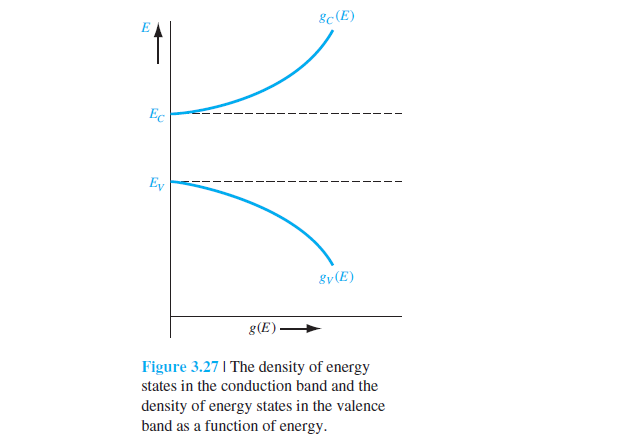 g_C(E)
E
E_C
E_V
g_V(E)
g(E)
Figure 3.27 | The density of energy
states in the conduction band and the
density of energy states in the valence
band as a function of energy.